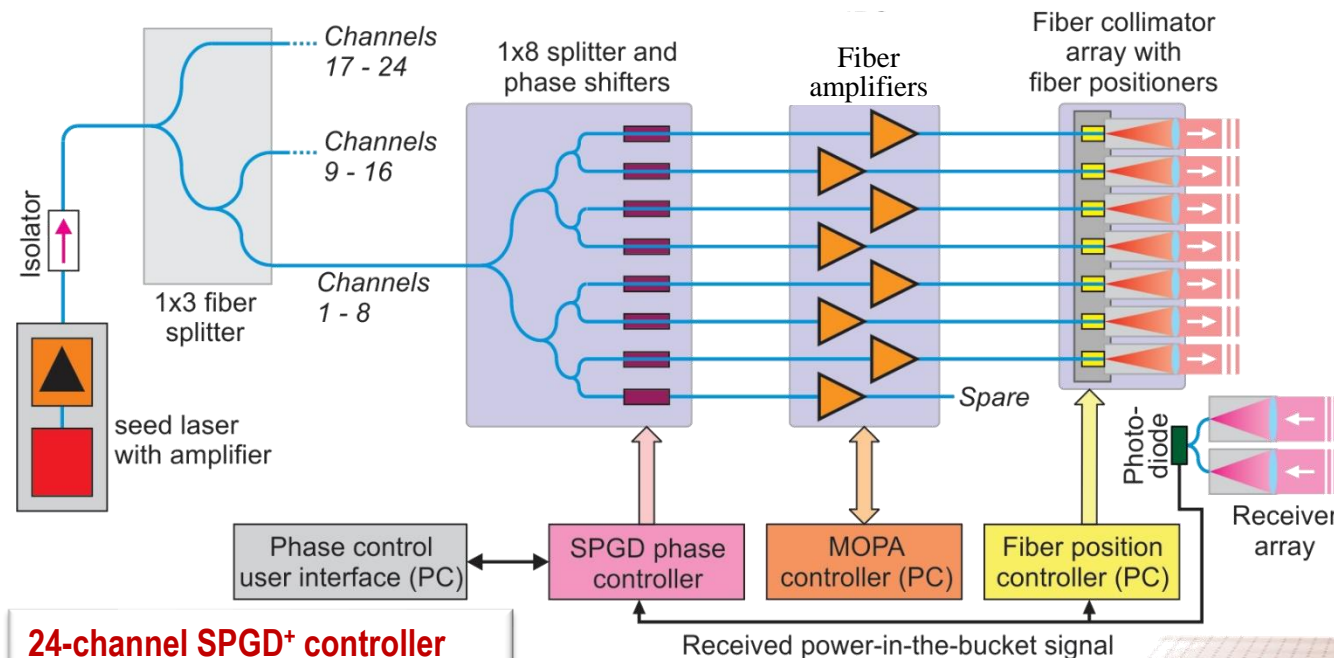 Channels
17 - 24
Channels
9 - 16
Isolator
1x3 fiber
splitter
Channels
1 - 8
seed laser
with amplifier
1x8 splitter and
phase shifters
Fiber
amplifiers
Fiber collimator
array with
fiber positioners
Spare
Photo-
diode
Receiver
array
Phase control
user interface (PC)
SPGD phase
controller
MOPA
controller (PC)
Fiber position
controller (PC)
Received power-in-the-bucket signal
24-channel SPGD⁺ controller